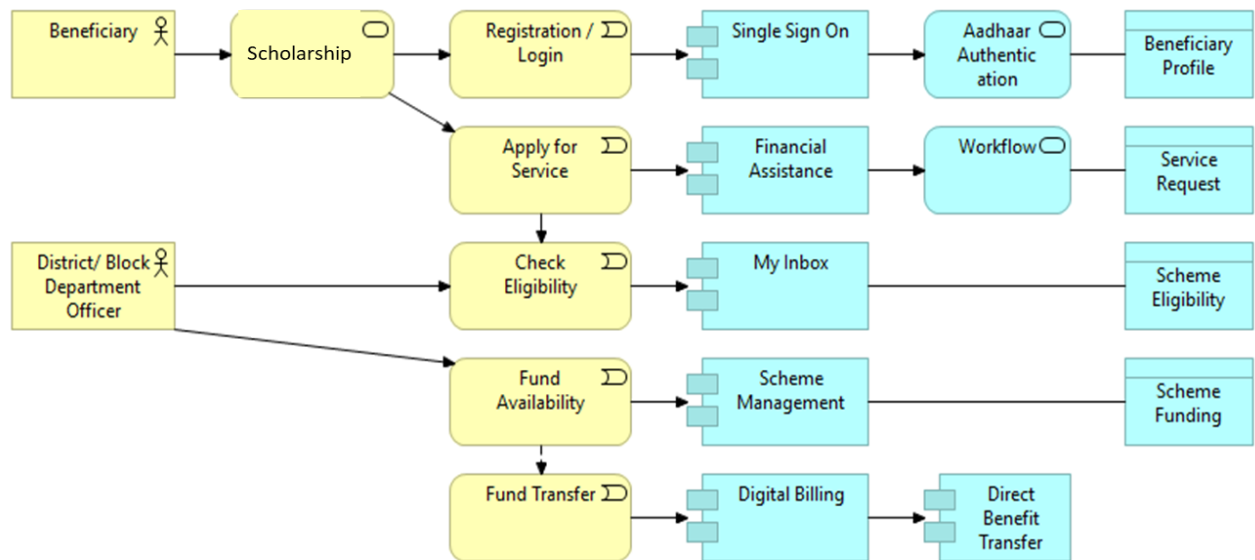 Beneficiary
Scholarship
Registration /
Login
Single Sign On
Aadhaar
Authentic
ation
Beneficiary
Profile
Apply for
Service
Financial
Assistance
Workflow
Service
Request
District/ Block
Department
Officer
Check
Eligibility
My Inbox
Scheme
Eligibility
Fund
Availability
Scheme
Management
Scheme
Funding
Fund Transfer
Digital Billing
Direct
Benefit
Transfer